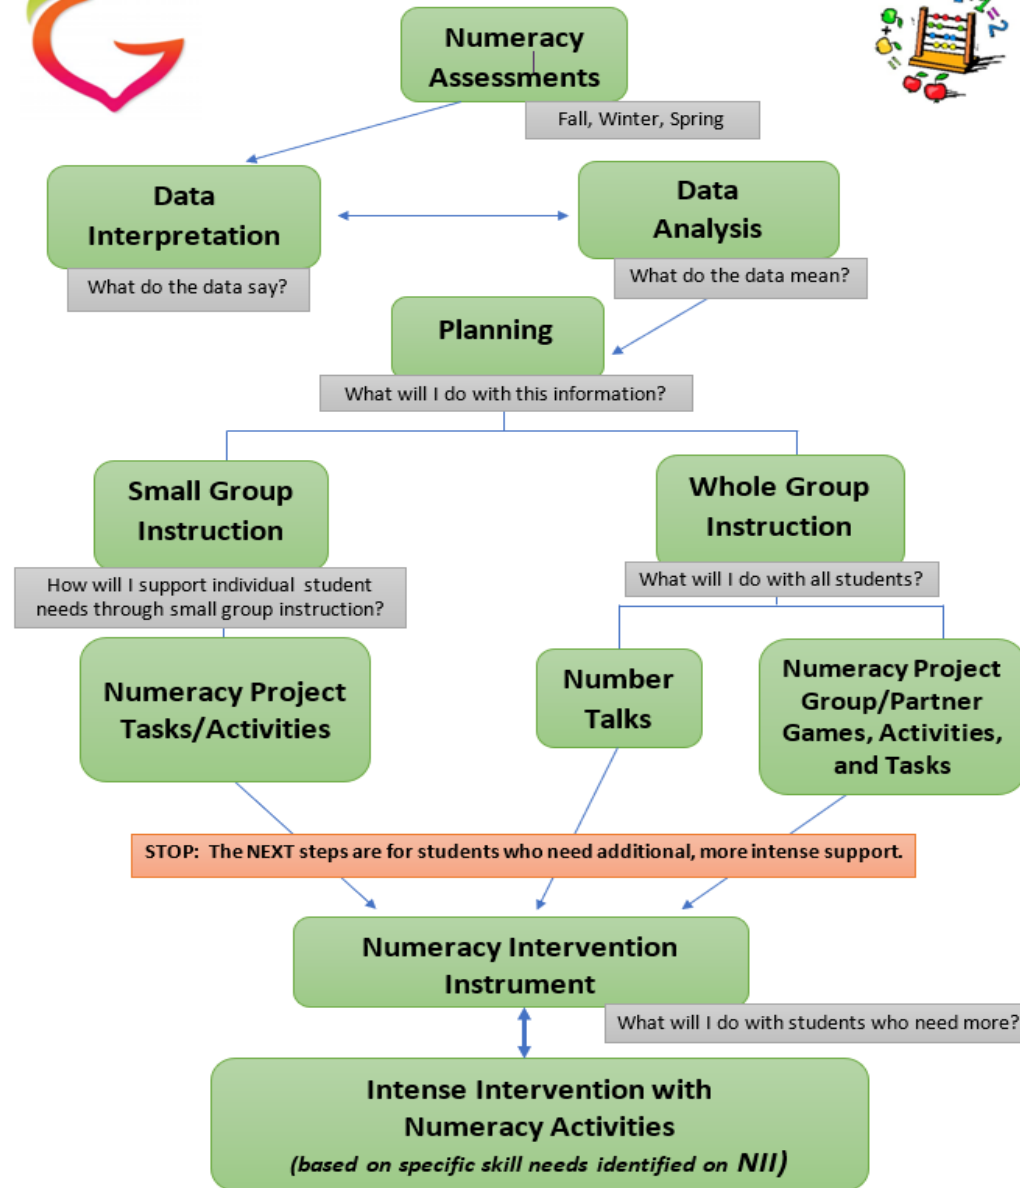 1+1=2
Numeracy
Assessments
Fall, Winter, Spring
Data
Interpretation
What do the data say?
Data
Analysis
What do the data mean?
Planning
What will I do with this information?
Small Group
Instruction
How will I support individual student
needs through small group instruction?
Whole Group
Instruction
What will I do with all students?
Numeracy Project
Tasks/Activities
Number
Talks
Numeracy Project
Group/Partner
Games, Activities,
and Tasks
STOP: The NEXT steps are for students who need additional, more intense support.
Numeracy Intervention
Instrument
What will I do with students who need more?
Intense Intervention with
Numeracy Activities
(based on specific skill needs identified on NII)